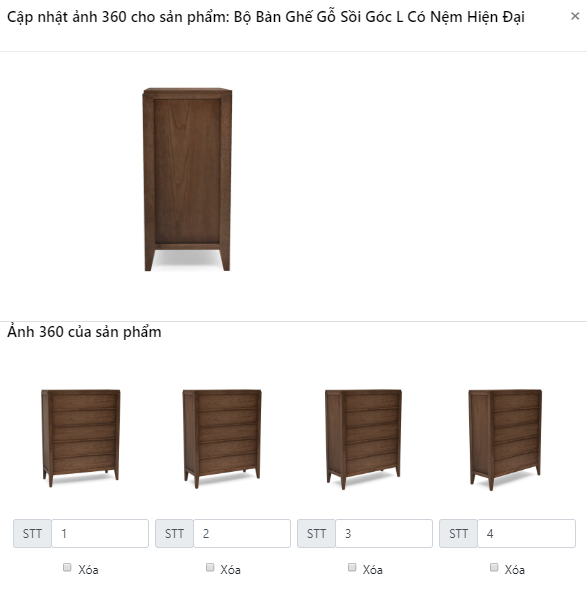 Cập nhật ảnh 360 cho sản phẩm: Bộ Bàn Ghế Gỗ Sồi Góc L Có Nệm Hiện Đại ×
Ảnh 360 của sản phẩm
STT 1 STT 2 STT 3 STT 4
Xóa Xóa Xóa Xóa